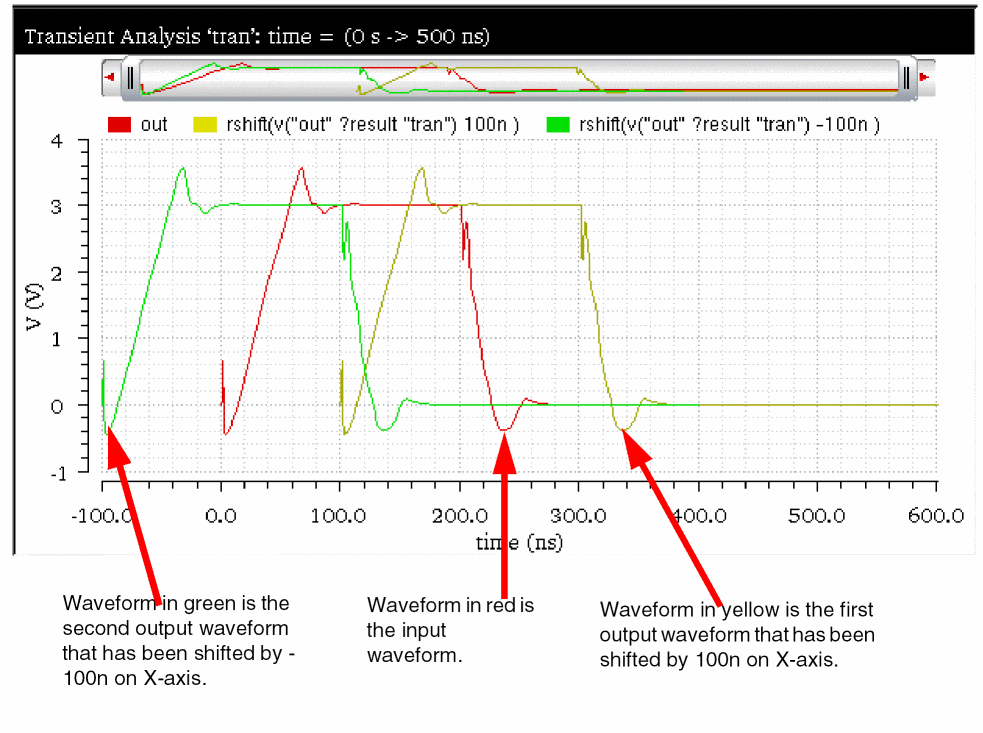 Transient Analysis ‘tran’: time = (0 s -> 500 ns)
out
rshift(v("out" ?result "tran") 100n )
rshift(v("out" ?result "tran") -100n )
4
3
2
1
0
-1
V (V)
-100.0
0.0
100.0
200.0
300.0
400.0
500.0
600.0
time (ns)
Waveform in green is the
second output waveform
that has been shifted by -
100n on X-axis.
Waveform in red is
the input
waveform.
Waveform in yellow is the first
output waveform that has been
shifted by 100n on X-axis.